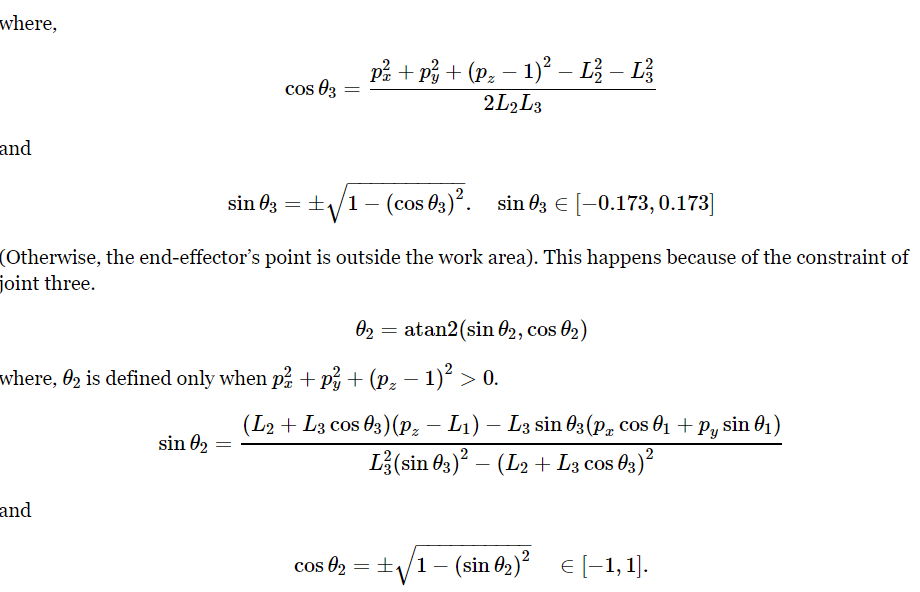 where,
cos θ₃ = (pₓ² + p_y² + (p_z − 1)² − L₂² − L₃²) / (2L₂L₃)
and
sin θ₃ = ±√(1 − (cos θ₃)²). sin θ₃ ∈ [−0.173, 0.173]
(Otherwise, the end-effector’s point is outside the work area). This happens because of the constraint of
joint three.
θ₂ = atan2(sin θ₂, cos θ₂)
where, θ₂ is defined only when pₓ² + p_y² + (p_z − 1)² > 0.
sin θ₂ = ((L₂ + L₃ cos θ₃)(p_z − L₁) − L₃ sin θ₃(pₓ cos θ₁ + p_y sin θ₁)) / (L₃²(sin θ₃)² − (L₂ + L₃ cos θ₃)²)
and
cos θ₂ = ±√(1 − (sin θ₂)²) ∈ [−1, 1].